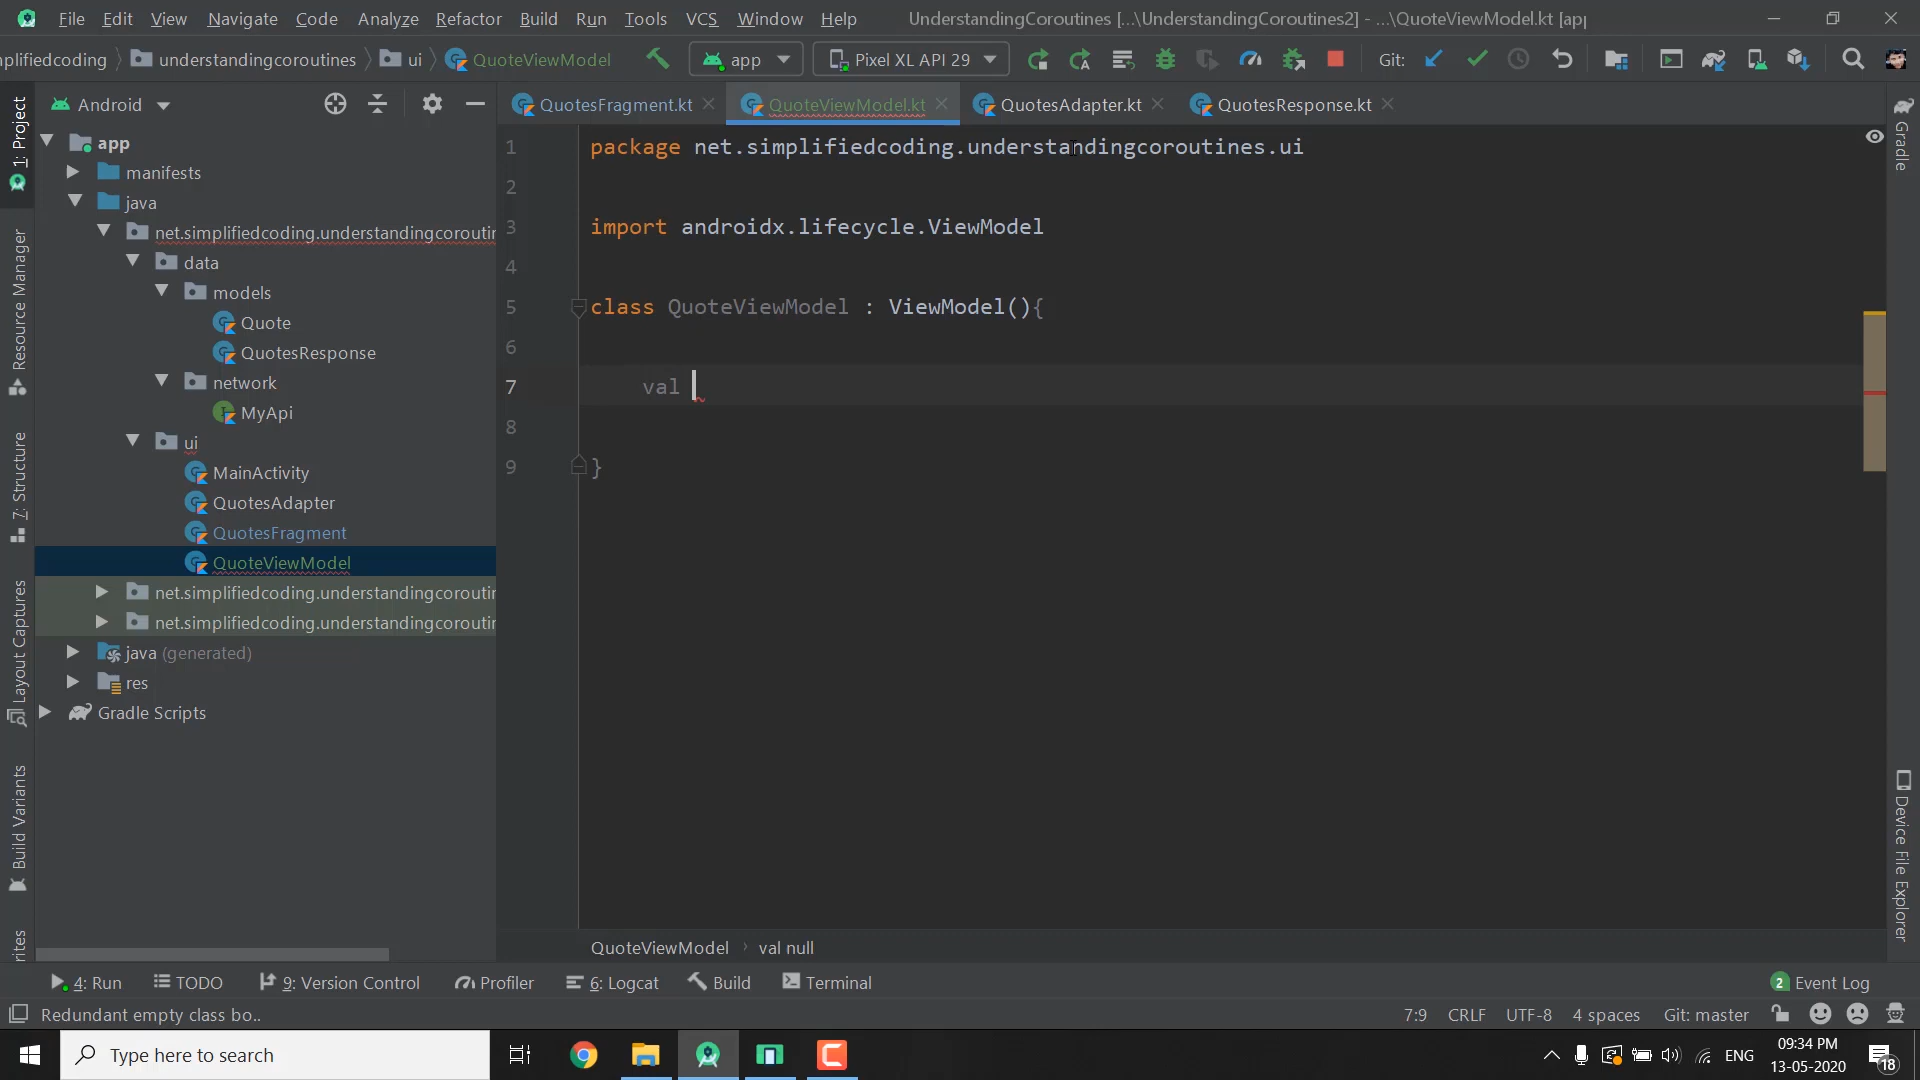 File Edit View Navigate Code Analyze Refactor Build Run Tools VCS Window Help UnderstandingCoroutines [...\UnderstandingCoroutines2] - ...\QuoteViewModel.kt [app
mplifiedcoding understandingcoroutines ui QuoteViewModel app Pixel XL API 29 Git:
Android
QuotesFragment.kt QuoteViewModel.kt QuotesAdapter.kt QuotesResponse.kt
1: Project
Resource Manager
Z: Structure
Layout Captures
Build Variants
rites
app
manifests
java
net.simplifiedcoding.understandingcoroutin
data
models
Quote
QuotesResponse
network
MyApi
ui
MainActivity
QuotesAdapter
QuotesFragment
QuoteViewModel
net.simplifiedcoding.understandingcoroutin
net.simplifiedcoding.understandingcoroutin
java (generated)
res
Gradle Scripts
1 package net.simplifiedcoding.understandingcoroutines.ui
2
3 import androidx.lifecycle.ViewModel
4
5 class QuoteViewModel : ViewModel(){
6
7 val
8
9 }
Gradle
Device File Explorer
QuoteViewModel › val null
4: Run TODO 9: Version Control Profiler 6: Logcat Build Terminal 2 Event Log
Redundant empty class bo.. 7:9 CRLF UTF-8 4 spaces Git: master
Type here to search ENG 09:34 PM
13-05-2020 18